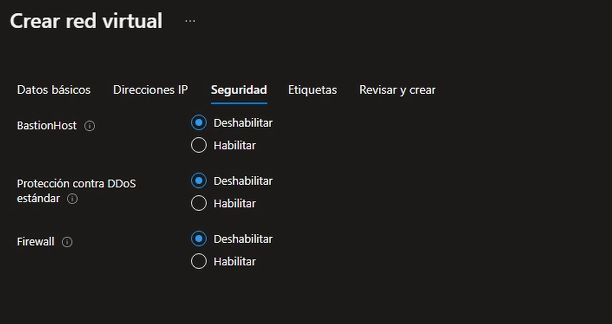 Crear red virtual ...
Datos básicos Direcciones IP Seguridad Etiquetas Revisar y crear
BastionHost Deshabilitar
Habilitar
Protección contra DDoS Deshabilitar
estándar Habilitar
Firewall Deshabilitar
Habilitar